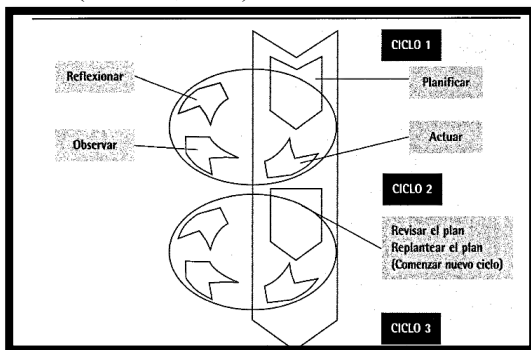 CICLO 1
Reflexionar
Planificar
Observar
Actuar
CICLO 2
Revisar el plan
Replantear el plan
(Comenzar nuevo ciclo)
CICLO 3